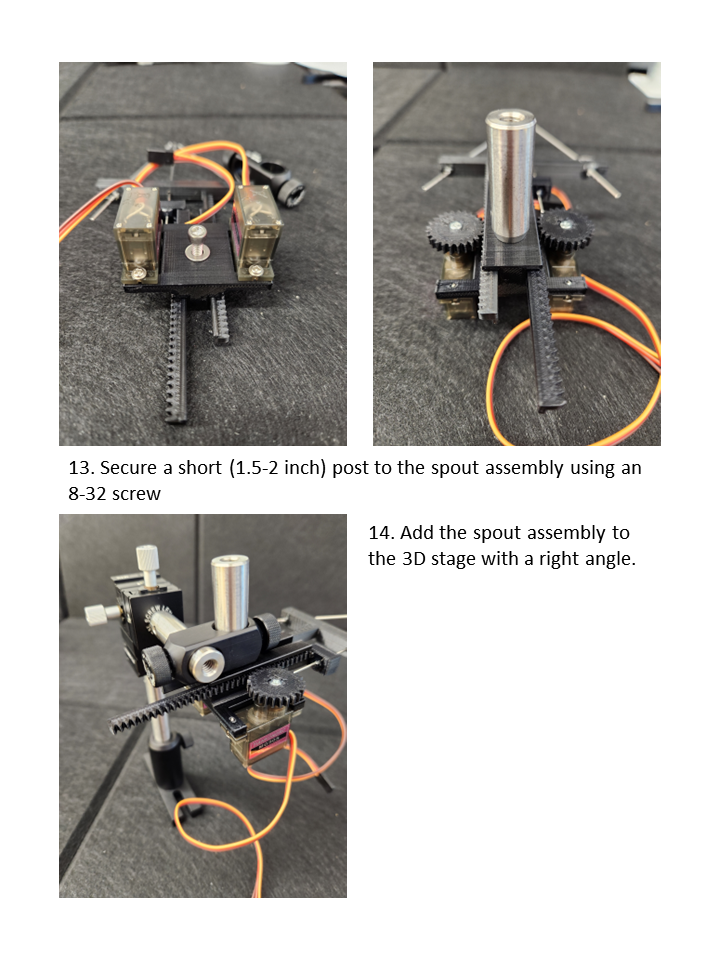 13. Secure a short (1.5-2 inch) post to the spout assembly using an
8-32 screw
14. Add the spout assembly to
the 3D stage with a right angle.